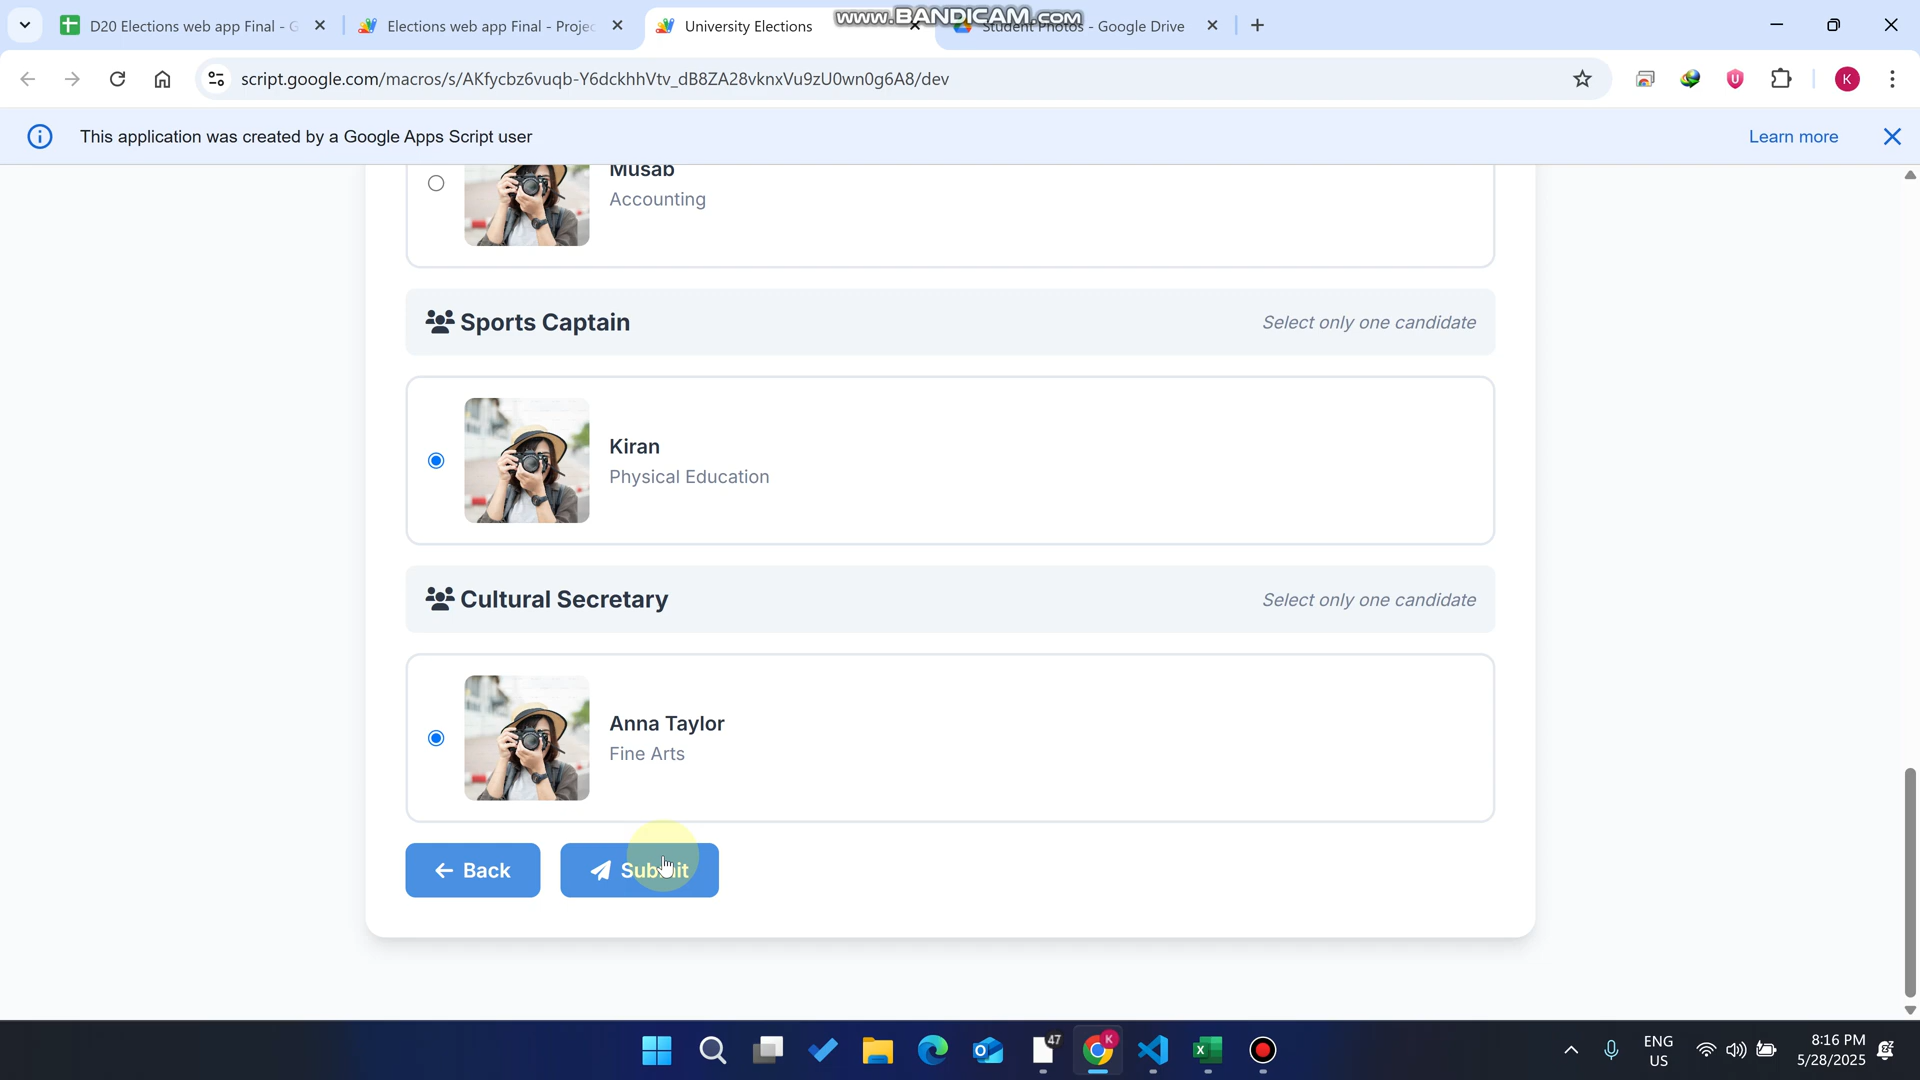 D20 Elections web app Final - G
Elections web app Final - Projec
University Elections
Student Photos - Google Drive
www.BANDICAM.com
script.google.com/macros/s/AKfycbz6vuqb-Y6dckhhVtv_dB8ZA28vknxVu9zU0wn0g6A8/dev
K
This application was created by a Google Apps Script user
Learn more
Musab
Accounting
Sports Captain
Select only one candidate
Kiran
Physical Education
Cultural Secretary
Select only one candidate
Anna Taylor
Fine Arts
Back
Submit
47
K
ENG
US
8:16 PM
5/28/2025